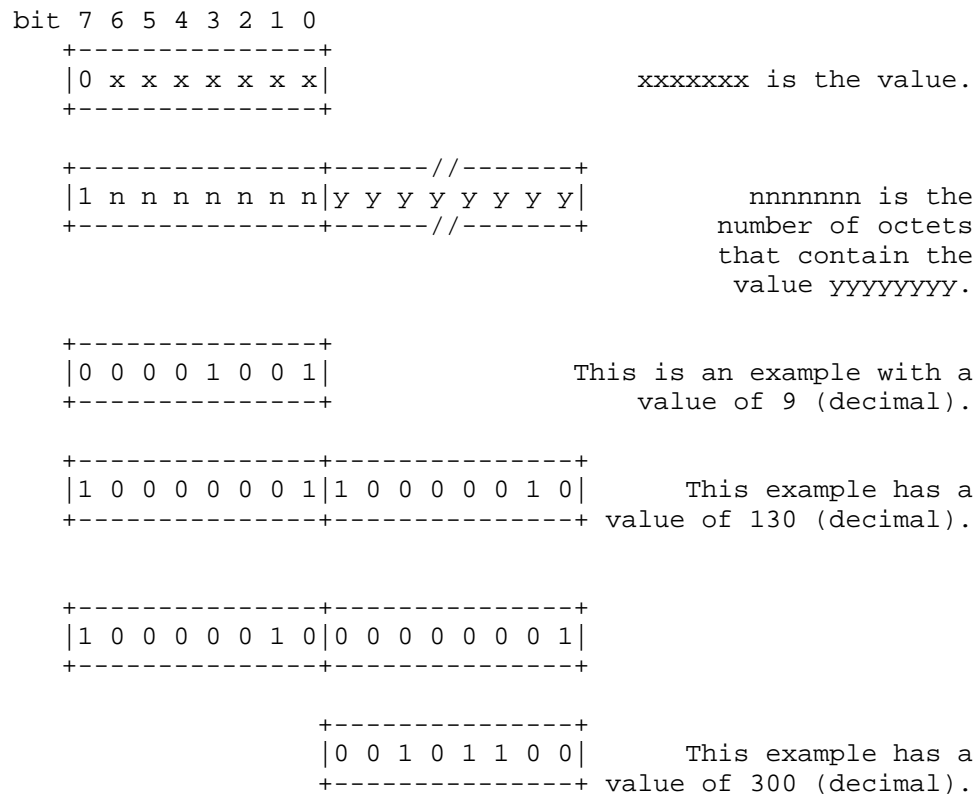 bit 7 6 5 4 3 2 1 0
+---------------+
|0 x x x x x x x| xxxxxxx is the value.
+---------------+
+---------------+------//-------+
|1 n n n n n n n|y y y y y y y y| nnnnnnn is the
+---------------+------//-------+ number of octets
that contain the
value yyyyyyyy.
+---------------+
|0 0 0 0 1 0 0 1| This is an example with a
+---------------+ value of 9 (decimal).
+---------------+---------------+
|1 0 0 0 0 0 0 1|1 0 0 0 0 0 1 0| This example has a
+---------------+---------------+ value of 130 (decimal).
+---------------+---------------+
|1 0 0 0 0 0 1 0|0 0 0 0 0 0 0 1|
+---------------+---------------+
+---------------+
|0 0 1 0 1 1 0 0| This example has a
+---------------+ value of 300 (decimal).